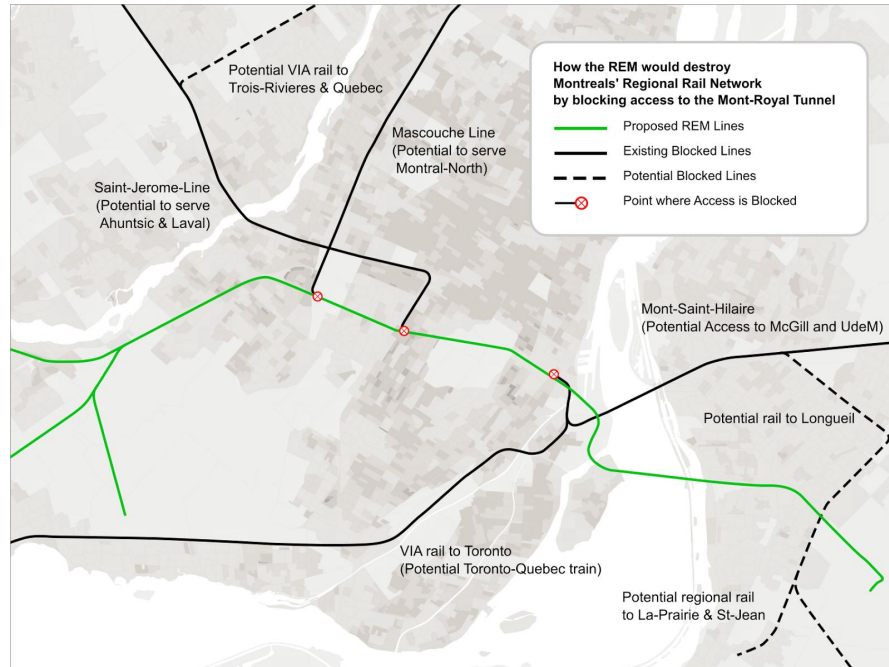 How the REM would destroy
Montreals' Regional Rail Network
by blocking access to the Mont-Royal Tunnel
Proposed REM Lines
Existing Blocked Lines
Potential Blocked Lines
Point where Access is Blocked
Potential VIA rail to
Trois-Rivieres & Quebec
Mascouche Line
(Potential to serve
Montral-North)
Saint-Jerome-Line
(Potential to serve
Ahuntsic & Laval)
Mont-Saint-Hilaire
(Potential Access to McGill and UdeM)
Potential rail to Longueil
VIA rail to Toronto
(Potential Toronto-Quebec train)
Potential regional rail
to La-Prairie & St-Jean